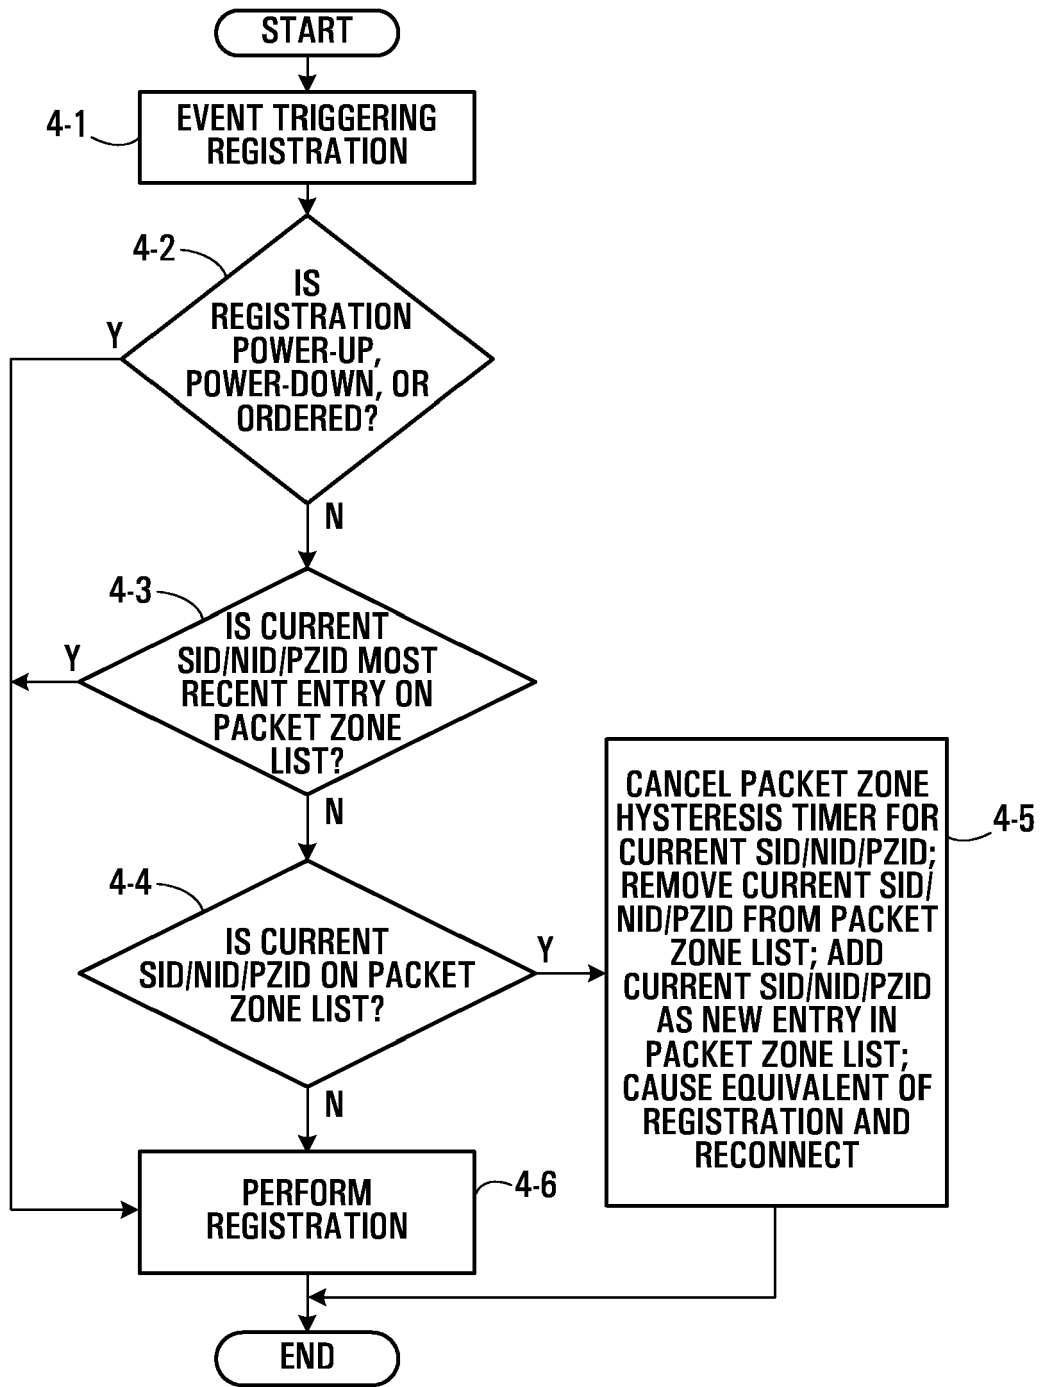 START
4-1
EVENT TRIGGERING
REGISTRATION
4-2
IS
REGISTRATION
POWER-UP,
POWER-DOWN, OR
ORDERED?
Y
N
4-3
IS CURRENT
SID/NID/PZID MOST
RECENT ENTRY ON
PACKET ZONE
LIST?
Y
N
4-4
IS CURRENT
SID/NID/PZID ON PACKET
ZONE LIST?
Y
N
CANCEL PACKET ZONE
HYSTERESIS TIMER FOR
CURRENT SID/NID/PZID;
REMOVE CURRENT SID/
NID/PZID FROM PACKET
ZONE LIST; ADD
CURRENT SID/NID/PZID
AS NEW ENTRY IN
PACKET ZONE LIST;
CAUSE EQUIVALENT OF
REGISTRATION AND
RECONNECT
4-5
PERFORM
REGISTRATION
4-6
END